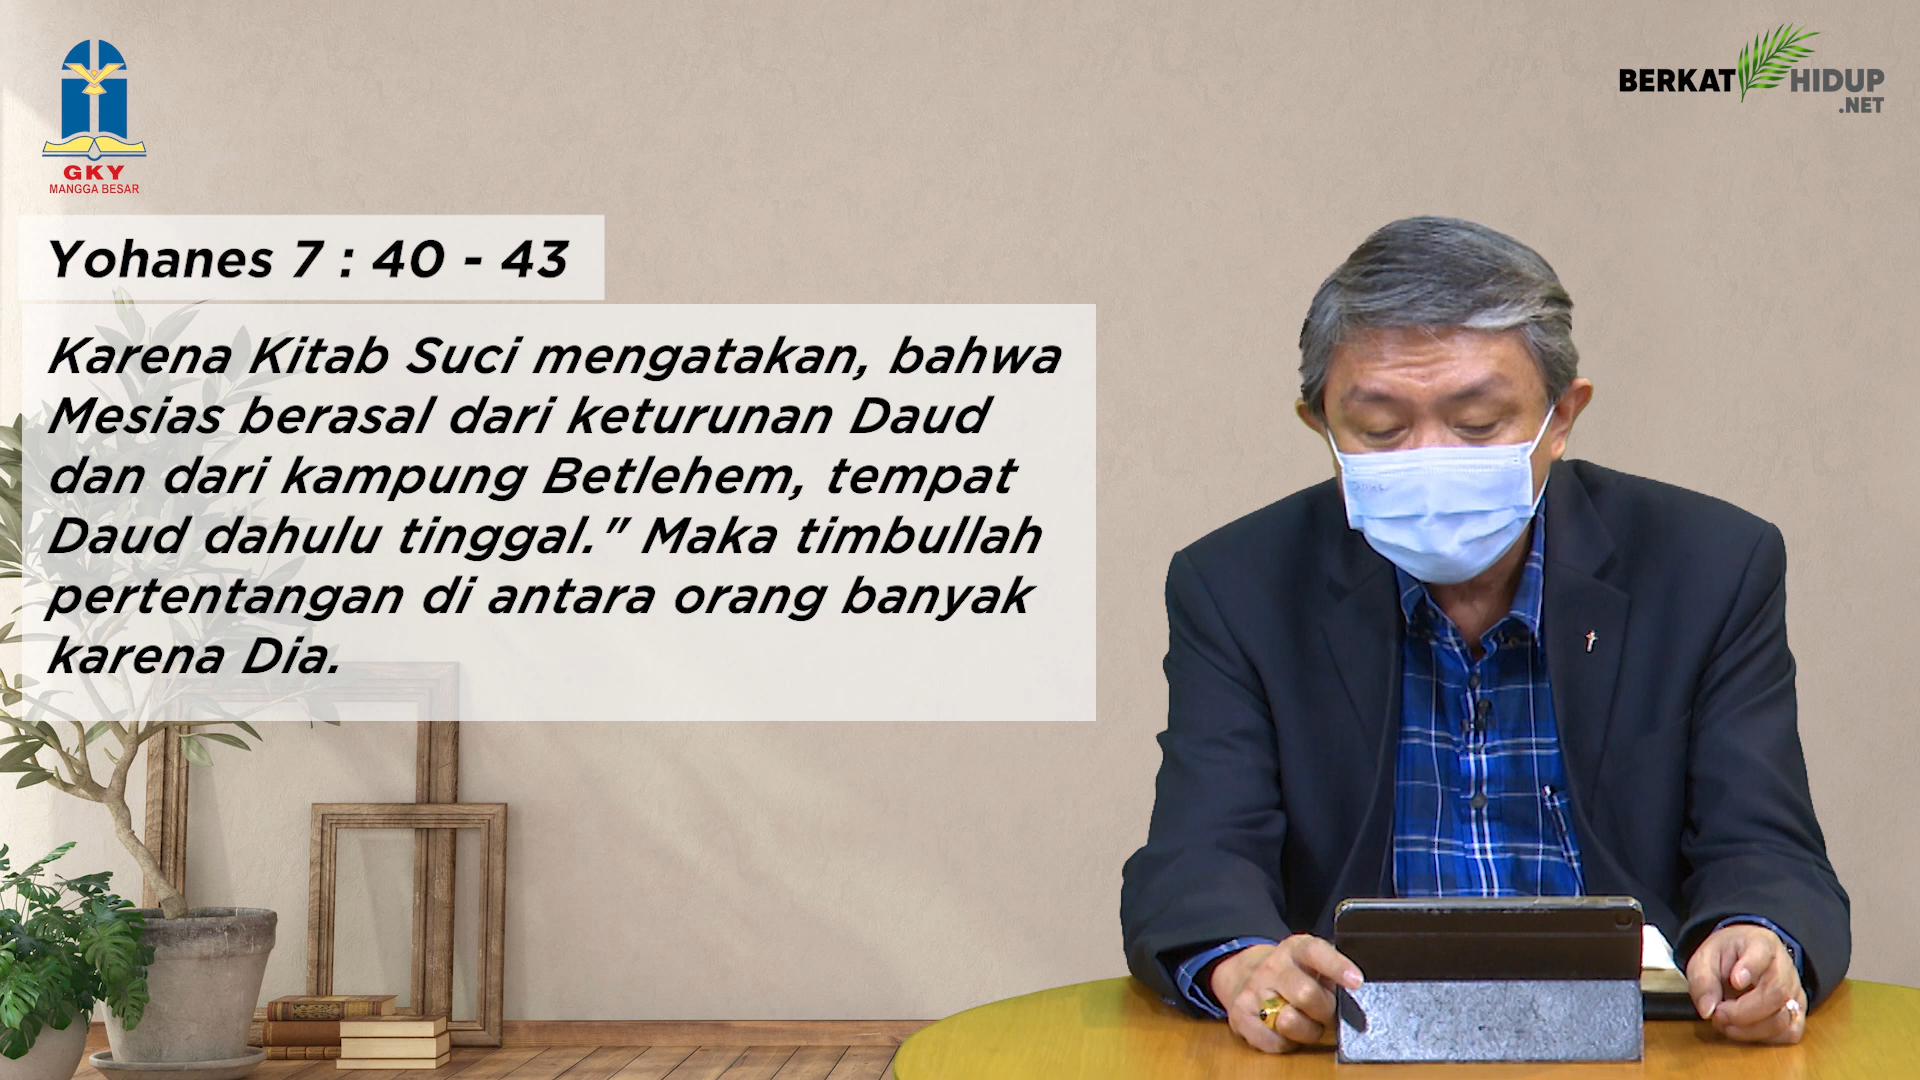 GKY
MANGGA BESAR
BERKAT HIDUP
.NET
Yohanes 7 : 40 - 43
Karena Kitab Suci mengatakan, bahwa
Mesias berasal dari keturunan Daud
dan dari kampung Betlehem, tempat
Daud dahulu tinggal." Maka timbullah
pertentangan di antara orang banyak
karena Dia.